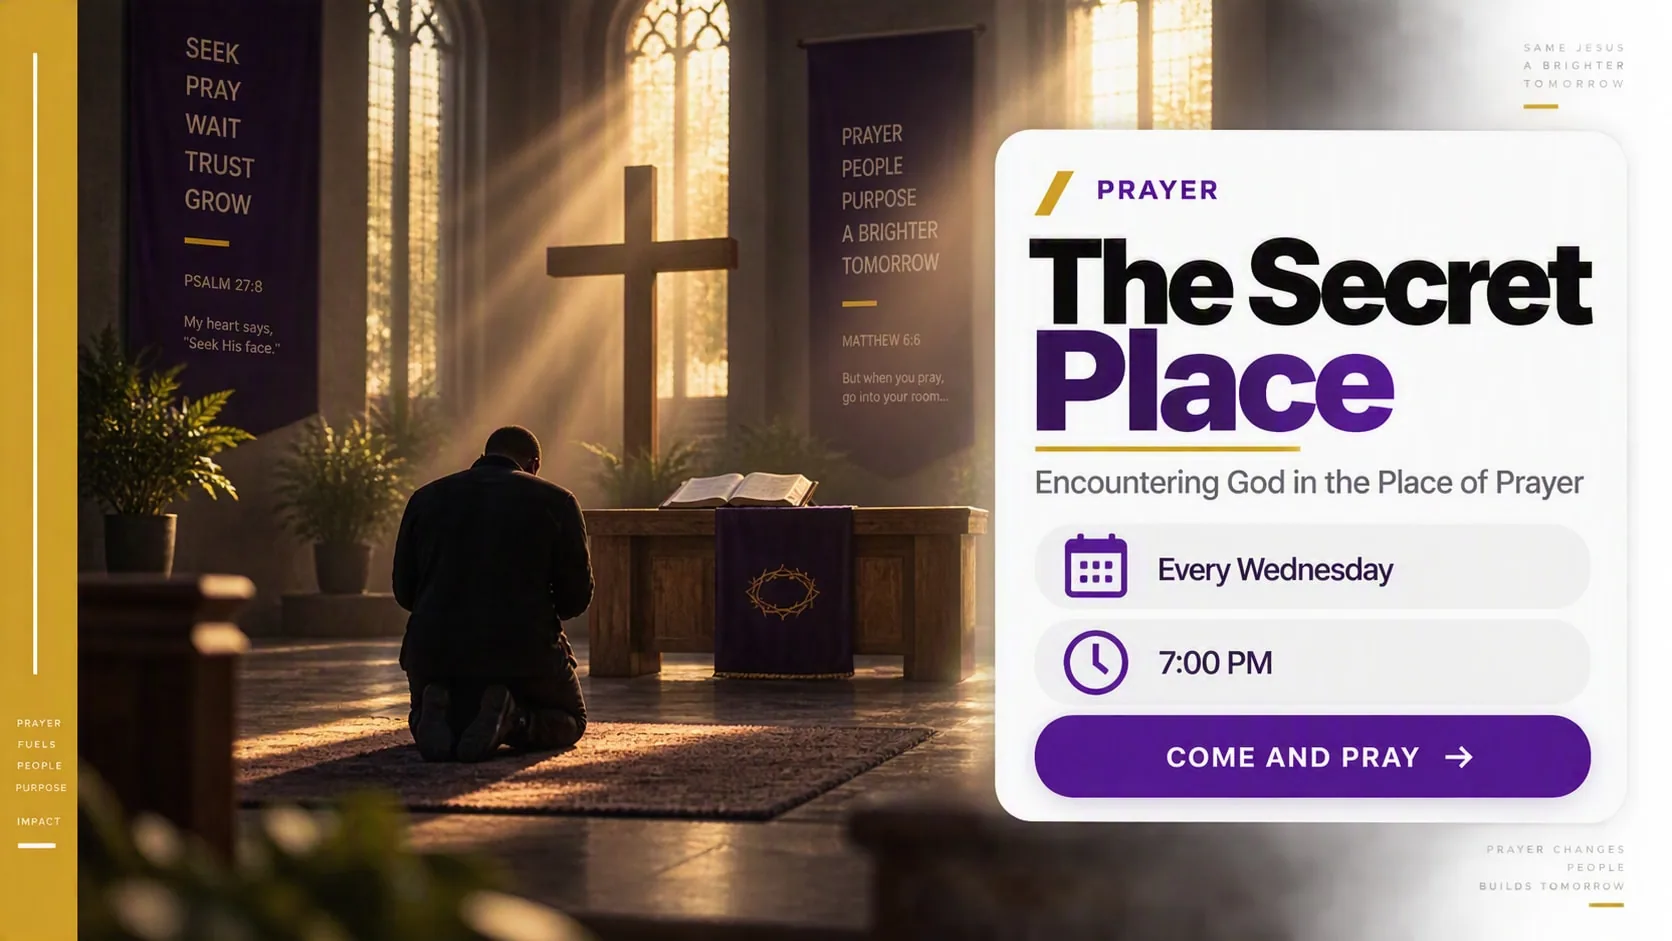 SEEK
PRAY
WAIT
TRUST
GROW
PSALM 27:8
My heart says,
"Seek His face."
PRAYER
PEOPLE
PURPOSE
A BRIGHTER
TOMORROW
MATTHEW 6:6
But when you pray,
go into your room...
SAME JESUS
A BRIGHTER
TOMORROW
PRAYER
The Secret
Place
Encountering God in the Place of Prayer
Every Wednesday
7:00 PM
COME AND PRAY →
PRAYER
FUELS
PEOPLE
PURPOSE
IMPACT
PRAYER CHANGES
PEOPLE
BUILDS TOMORROW